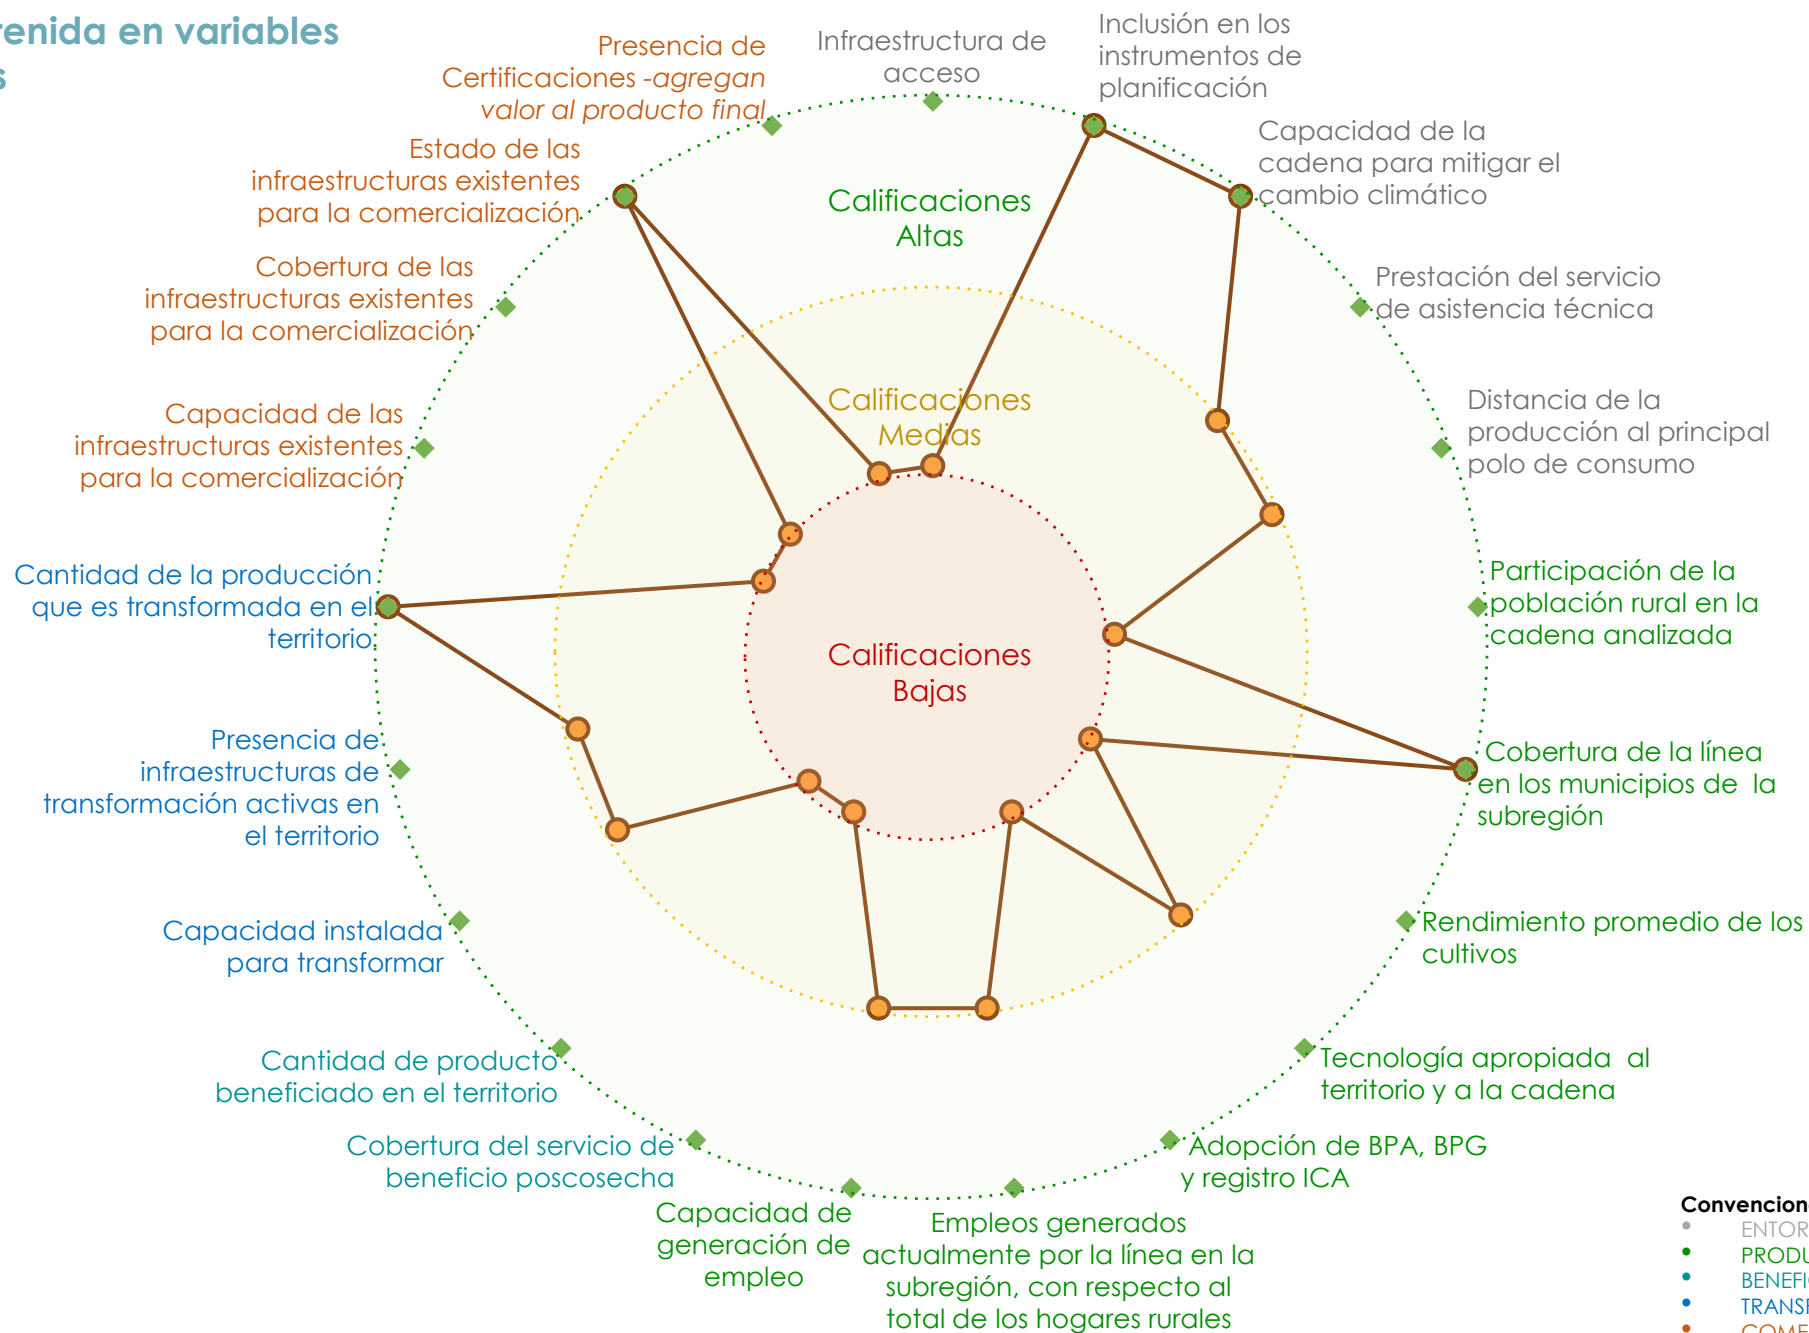 tenida en variables
s
Infraestructura de
acceso
Inclusión en los
instrumentos de
planificación
Capacidad de la
cadena para mitigar el
cambio climático
Prestación del servicio
de asistencia técnica
Distancia de la
producción al principal
polo de consumo
Participación de la
población rural en la
cadena analizada
Cobertura de la línea
en los municipios de la
subregión
Rendimiento promedio de los
cultivos
Tecnología apropiada al
territorio y a la cadena
Adopción de BPA, BPG
y registro ICA
Empleos generados
actualmente por la línea en la
subregión, con respecto al
total de los hogares rurales
Capacidad de
generación de
empleo
Cobertura del servicio de
beneficio poscosecha
Cantidad de producto
beneficiado en el territorio
Capacidad instalada
para transformar
Presencia de
infraestructuras de
transformación activas en
el territorio
Cantidad de la producción
que es transformada en el
territorio
Capacidad de las
infraestructuras existentes
para la comercialización
Cobertura de las
infraestructuras existentes
para la comercialización
Estado de las
infraestructuras existentes
para la comercialización
Presencia de
Certificaciones -agregan
valor al producto final
Calificaciones
Altas
Calificaciones
Medias
Calificaciones
Bajas
Convencion
ENTOR
PRODU
BENEFI
TRANSF
COME